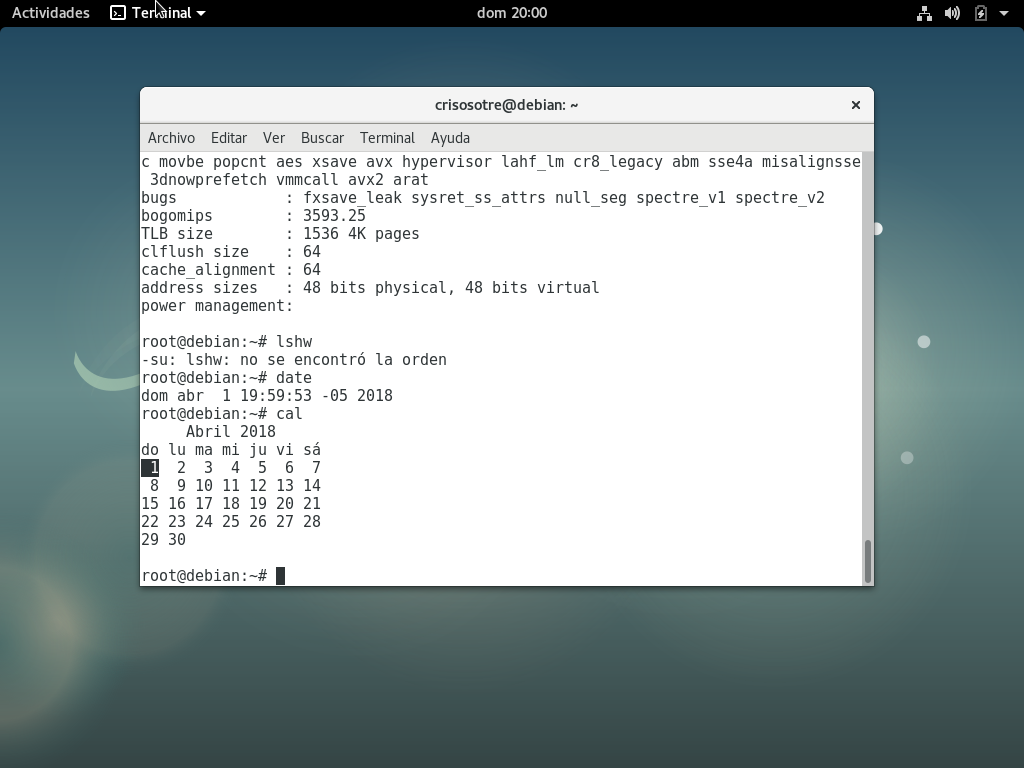 Actividades Terminal dom 20:00
crisosotre@debian: ~ ×
Archivo Editar Ver Buscar Terminal Ayuda
c movbe popcnt aes xsave avx hypervisor lahf_lm cr8_legacy abm sse4a misalignsse
 3dnowprefetch vmmcall avx2 arat
bugs            : fxsave_leak sysret_ss_attrs null_seg spectre_v1 spectre_v2
bogomips        : 3593.25
TLB size        : 1536 4K pages
clflush size    : 64
cache_alignment : 64
address sizes   : 48 bits physical, 48 bits virtual
power management:
root@debian:~# lshw
-su: lshw: no se encontró la orden
root@debian:~# date
dom abr  1 19:59:53 -05 2018
root@debian:~# cal
     Abril 2018
do lu ma mi ju vi sá
 1  2  3  4  5  6  7
 8  9 10 11 12 13 14
15 16 17 18 19 20 21
22 23 24 25 26 27 28
29 30
root@debian:~#